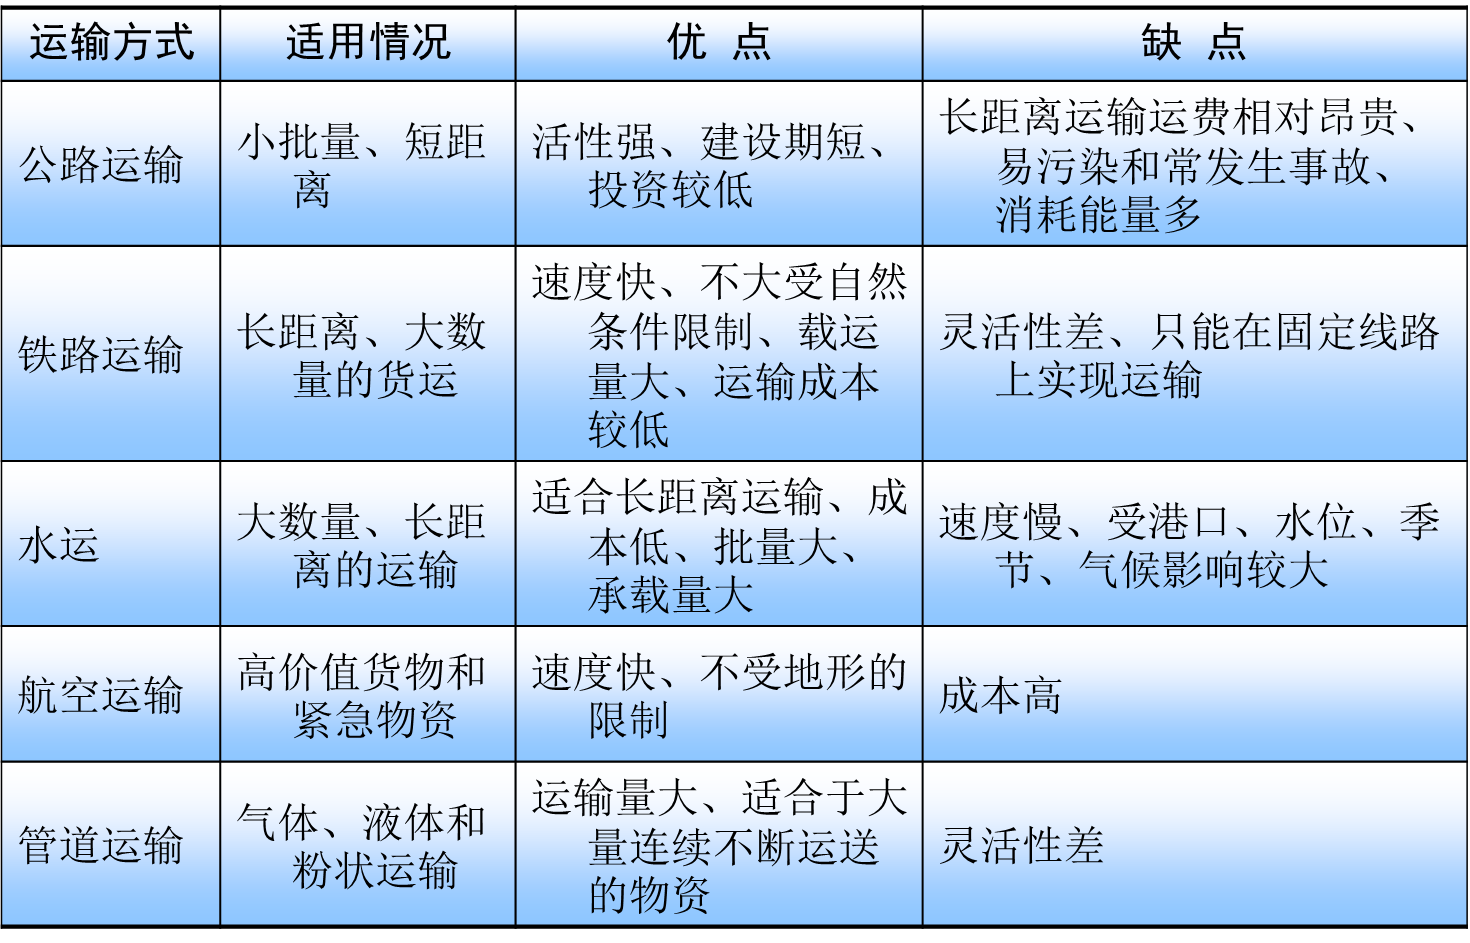 运输方式
适用情况
优 点
缺 点
公路运输
小批量、短距
离
活性强、建设期短、
投资较低
长距离运输运费相对昂贵、
易污染和常发生事故、
消耗能量多
铁路运输
长距离、大数
量的货运
速度快、不大受自然
条件限制、载运
量大、运输成本
较低
灵活性差、只能在固定线路
上实现运输
水运
大数量、长距
离的运输
适合长距离运输、成
本低、批量大、
承载量大
速度慢、受港口、水位、季
节、气候影响较大
航空运输
高价值货物和
紧急物资
速度快、不受地形的
限制
成本高
管道运输
气体、液体和
粉状运输
运输量大、适合于大
量连续不断运送
的物资
灵活性差